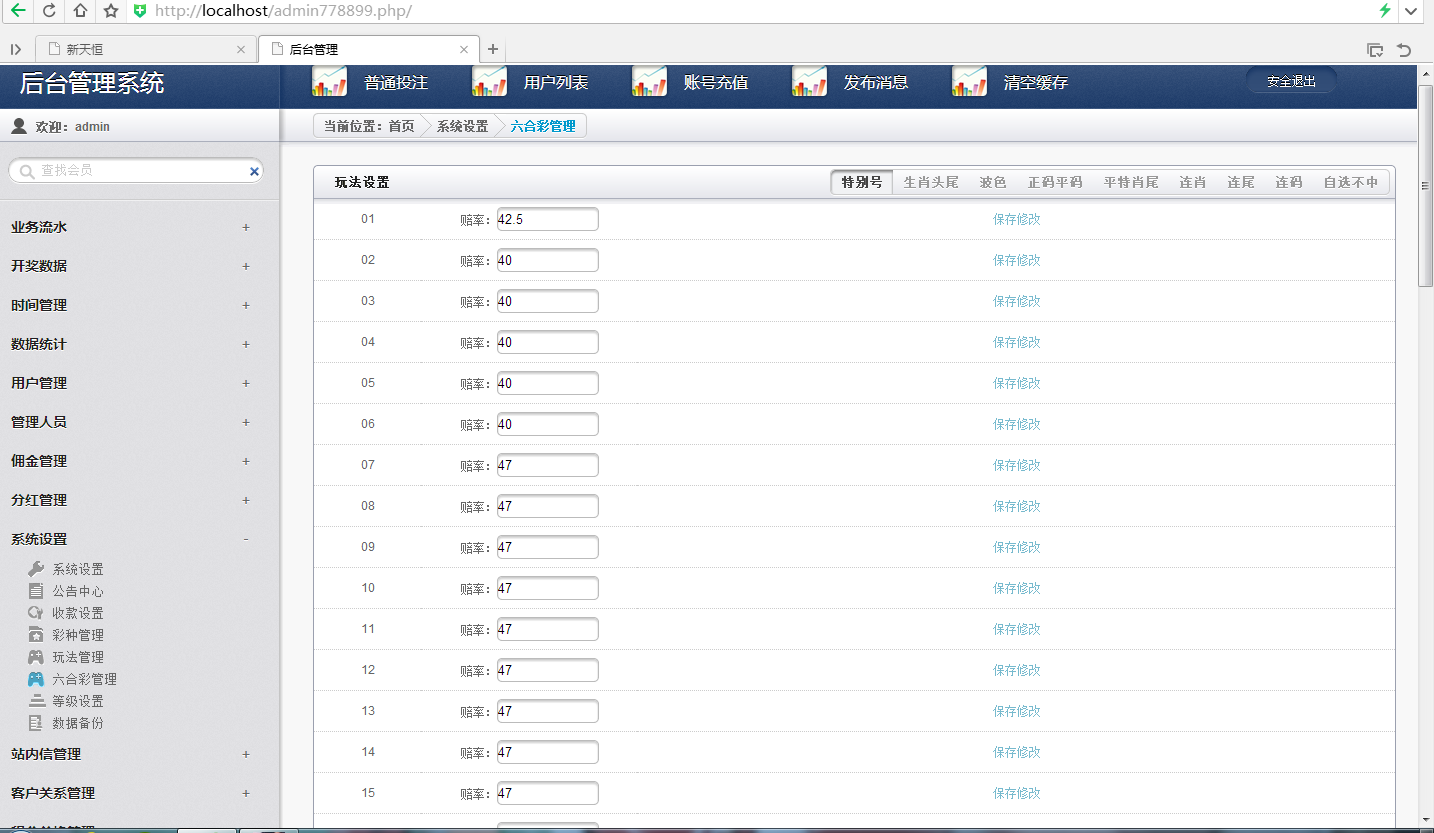 http://localhost/admin778899.php/
新天恒
后台管理
后台管理系统
普通投注 用户列表 账号充值 发布消息 清空缓存 安全退出
欢迎：admin
当前位置：首页 系统设置 六合彩管理
查找会员
业务流水 +
开奖数据 +
时间管理 +
数据统计 +
用户管理 +
管理人员 +
佣金管理 +
分红管理 +
系统设置 -
系统设置
公告中心
收款设置
彩种管理
玩法管理
六合彩管理
等级设置
数据备份
站内信管理 +
客户关系管理 +
玩法设置 特别号 生肖头尾 波色 正码平码 平特肖尾 连肖 连尾 连码 自选不中
01 赔率：42.5 保存修改
02 赔率：40 保存修改
03 赔率：40 保存修改
04 赔率：40 保存修改
05 赔率：40 保存修改
06 赔率：40 保存修改
07 赔率：47 保存修改
08 赔率：47 保存修改
09 赔率：47 保存修改
10 赔率：47 保存修改
11 赔率：47 保存修改
12 赔率：47 保存修改
13 赔率：47 保存修改
14 赔率：47 保存修改
15 赔率：47 保存修改